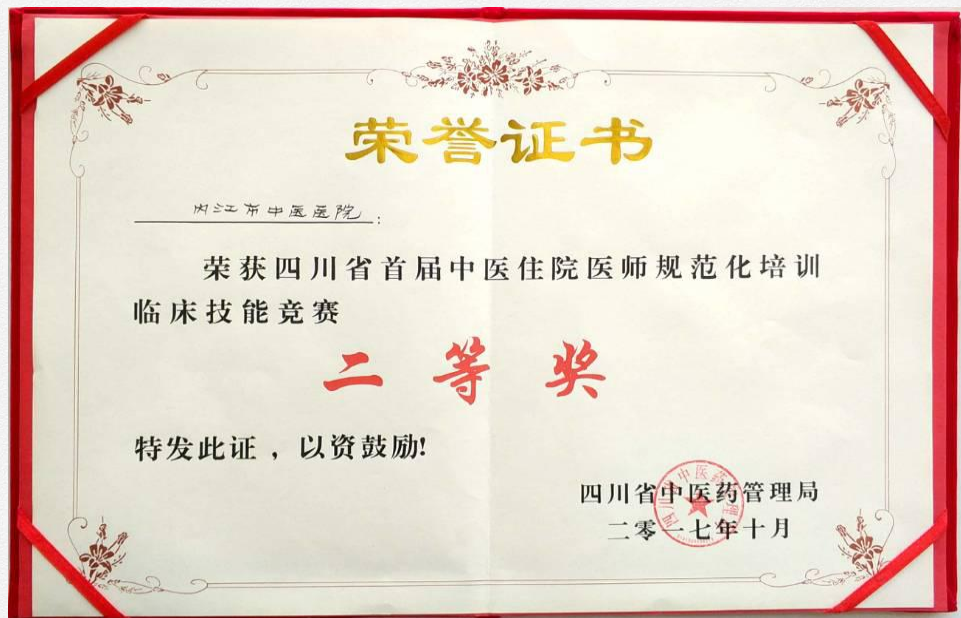 荣誉证书
内江市中医医院：
荣获四川省首届中医住院医师规范化培训
临床技能竞赛
二等奖
特发此证，以资鼓励!
四川省中医药管理局
二零一七年十月